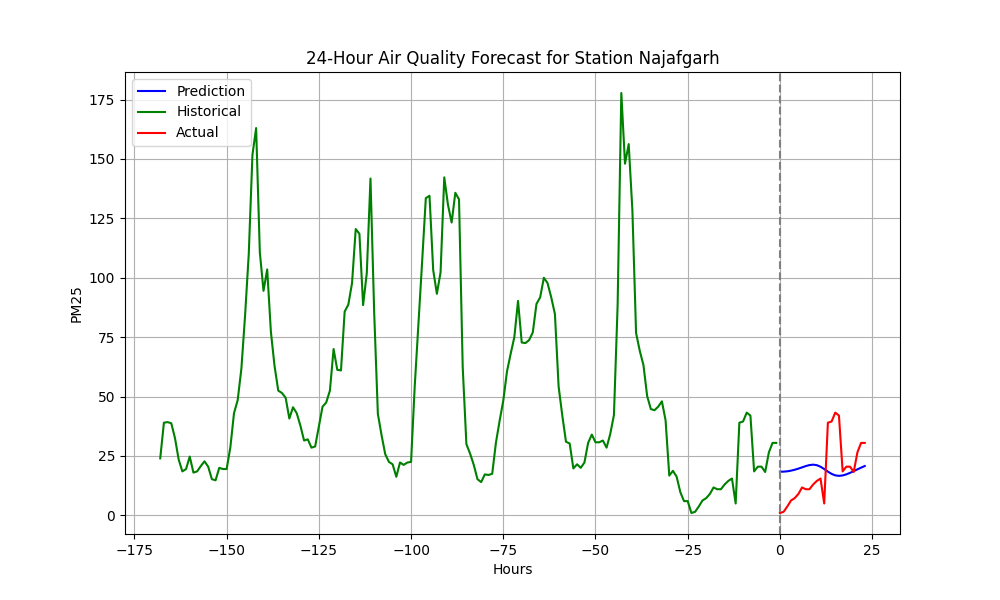 24-Hour Air Quality Forecast for Station Najafgarh
Prediction
Historical
Actual
175
150
125
100
75
50
25
0
PM25
−175
−150
−125
−100
−75
−50
−25
0
25
Hours